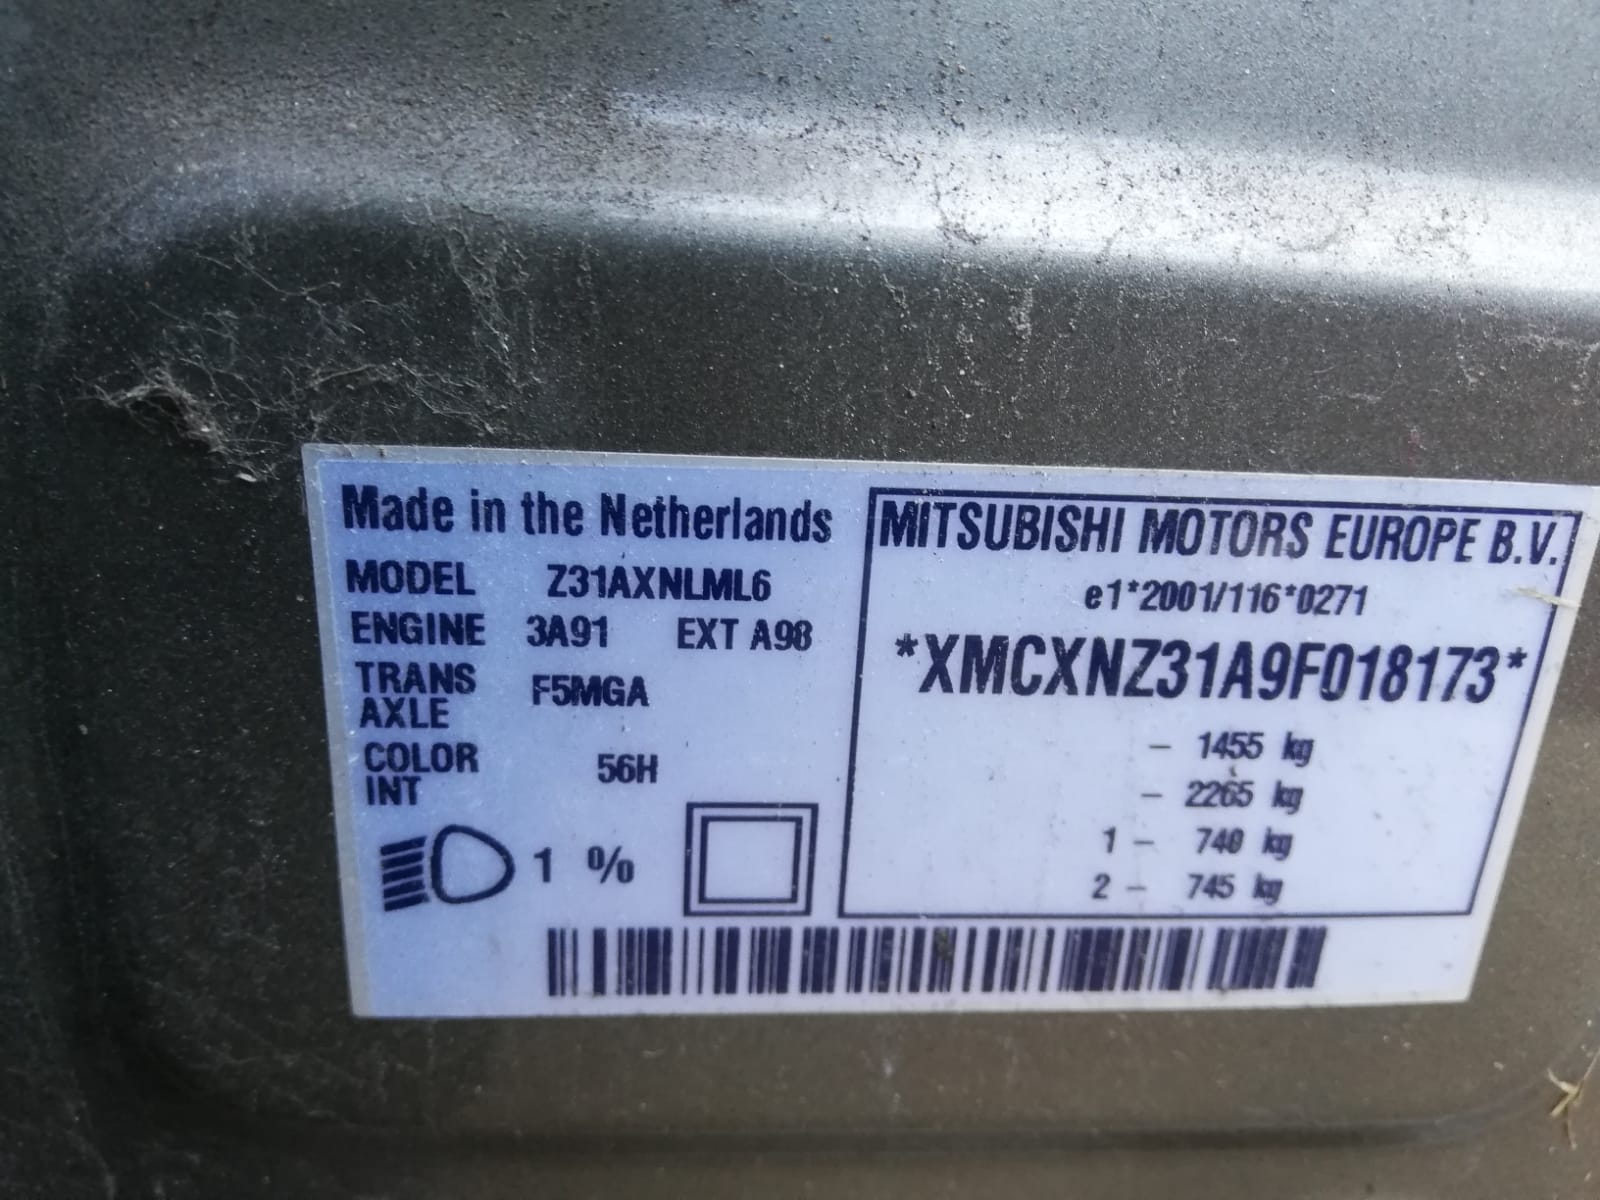 Made in the Netherlands
MODEL Z31AXNLML6
ENGINE 3A91 EXT A98
TRANS AXLE F5MGA
COLOR INT 56H
1 %
MITSUBISHI MOTORS EUROPE B.V.
e1*2001/116*0271
*XMCXNZ31A9F018173*
– 1455 kg
– 2265 kg
1 – 740 kg
2 – 745 kg